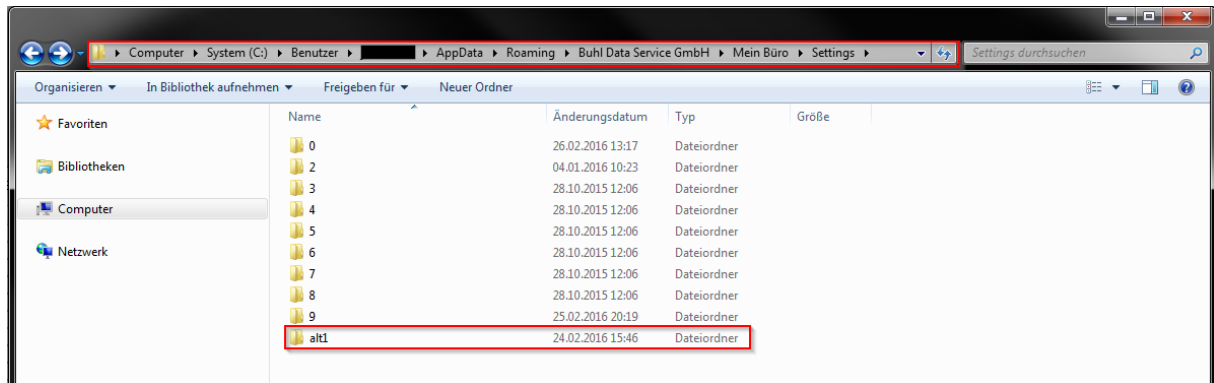 Computer ▸ System (C:) ▸ Benutzer ▸ ▸ AppData ▸ Roaming ▸ Buhl Data Service GmbH ▸ Mein Büro ▸ Settings ▸ Settings durchsuchen
Organisieren In Bibliothek aufnehmen Freigeben für Neuer Ordner
Favoriten
Bibliotheken
Computer
Netzwerk
Name Änderungsdatum Typ Größe
0 26.02.2016 13:17 Dateiordner
2 04.01.2016 10:23 Dateiordner
3 28.10.2015 12:06 Dateiordner
4 28.10.2015 12:06 Dateiordner
5 28.10.2015 12:06 Dateiordner
6 28.10.2015 12:06 Dateiordner
7 28.10.2015 12:06 Dateiordner
8 28.10.2015 12:06 Dateiordner
9 25.02.2016 20:19 Dateiordner
alt1 24.02.2016 15:46 Dateiordner